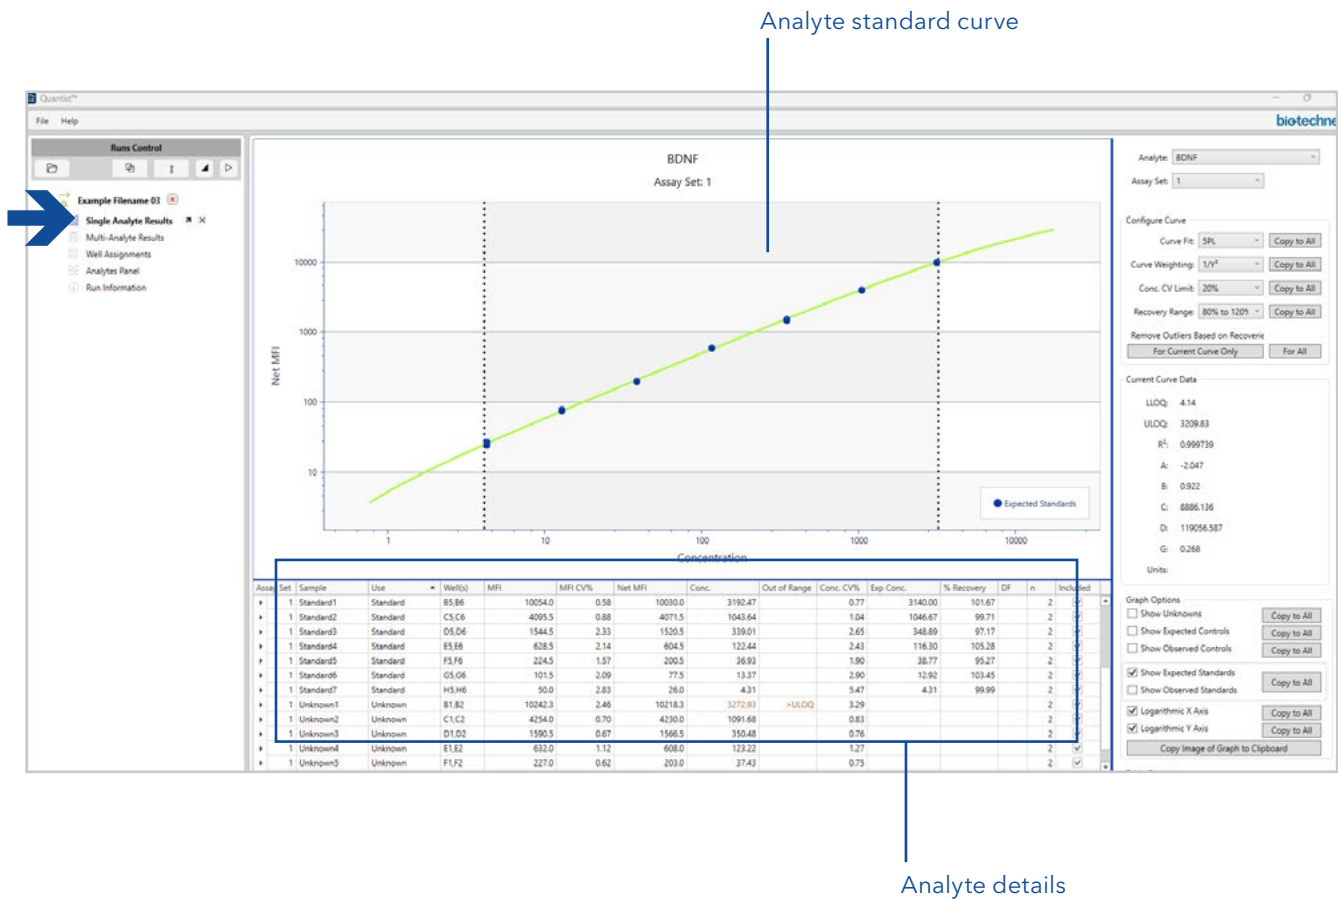 Analyte standard curve
Quantist™
File Help
bio-techne
Runs Control
Example Filename 03
Single Analyte Results
Multi-Analyte Results
Well Assignments
Analytes Panel
Run Information
BDNF
Assay Set: 1
Net MFI
10000
1000
100
10
1 10 100 1000 10000
Concentration
Expected Standards
Analyte: BDNF
Assay Set: 1
Configure Curve
Curve Fit: 5PL Copy to All
Curve Weighting: 1/Y² Copy to All
Conc. CV Limit: 20% Copy to All
Recovery Range: 80% to 120% Copy to All
Remove Outliers Based on Recoverie
For Current Curve Only For All
Current Curve Data
LLOQ: 4.14
ULOQ: 3209.83
R²: 0.999739
A: -2.047
B: 0.922
C: 8886.136
D: 119056.587
G: 0.268
Units:
Graph Options
Show Unknowns Copy to All
Show Expected Controls Copy to All
Show Observed Controls Copy to All
Show Expected Standards Copy to All
Show Observed Standards
Logarithmic X Axis Copy to All
Logarithmic Y Axis Copy to All
Copy Image of Graph to Clipboard
Assay Set Sample Use Well(s) MFI MFI CV% Net MFI Conc. Out of Range Conc. CV% Exp Conc. % Recovery DF n Included
1 Standard1 Standard B5,B6 10054.0 0.58 10030.0 3192.47 0.77 3140.00 101.67 2
1 Standard2 Standard C5,C6 4095.5 0.88 4071.5 1043.64 1.04 1046.67 99.71 2
1 Standard3 Standard D5,D6 1544.5 2.33 1520.5 339.01 2.65 348.89 97.17 2
1 Standard4 Standard E5,E6 628.5 2.14 604.5 122.44 2.43 116.30 105.28 2
1 Standard5 Standard F5,F6 224.5 1.57 200.5 36.93 1.90 38.77 95.27 2
1 Standard6 Standard G5,G6 101.5 2.09 77.5 13.37 2.90 12.92 103.45 2
1 Standard7 Standard H5,H6 50.0 2.83 26.0 4.31 5.47 4.31 99.99 2
1 Unknown1 Unknown B1,B2 10242.3 2.46 10218.3 3272.93 >ULOQ 3.29 2
1 Unknown2 Unknown C1,C2 4254.0 0.70 4230.0 1091.68 0.83 2
1 Unknown3 Unknown D1,D2 1590.5 0.67 1566.5 350.48 0.76 2
1 Unknown4 Unknown E1,E2 632.0 1.12 608.0 123.22 1.27 2
1 Unknown5 Unknown F1,F2 227.0 0.62 203.0 37.43 0.75 2
Analyte details